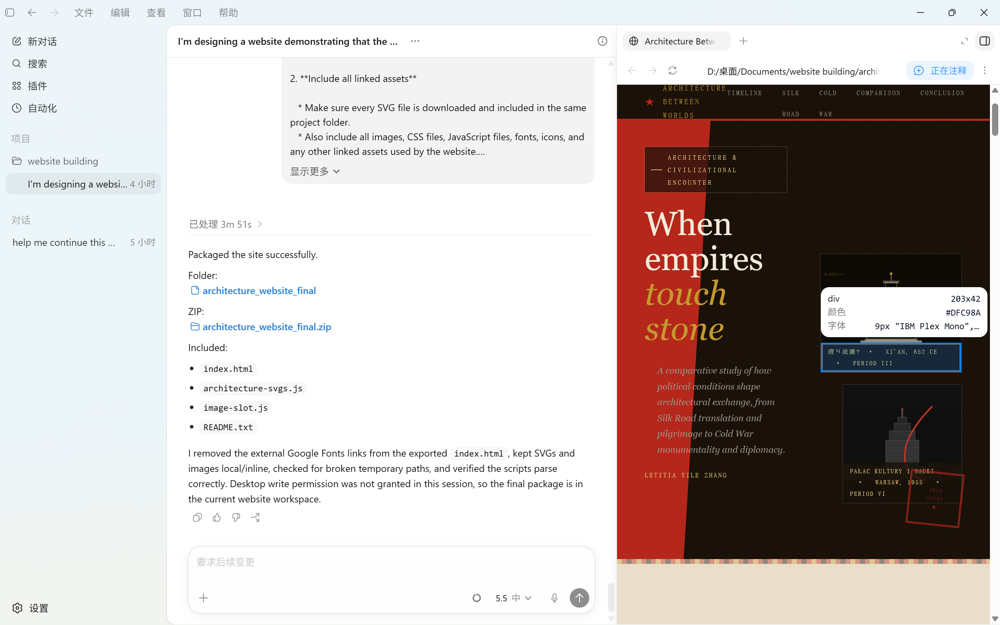 文件 编辑 查看 窗口 帮助
新对话
搜索
插件
自动化
项目
website building
I'm designing a websi... 4 小时
对话
help me continue this ... 5 小时
设置
I'm designing a website demonstrating that the ...
2. **Include all linked assets**
* Make sure every SVG file is downloaded and included in the same
project folder.
* Also include all images, CSS files, JavaScript files, fonts, icons, and
any other linked assets used by the website....
显示更多
已处理 3m 51s
Packaged the site successfully.
Folder:
architecture_website_final
ZIP:
architecture_website_final.zip
Included:
index.html
architecture-svgs.js
image-slot.js
README.txt
I removed the external Google Fonts links from the exported index.html, kept SVGs and
images local/inline, checked for broken temporary paths, and verified the scripts parse
correctly. Desktop write permission was not granted in this session, so the final package is in
the current website workspace.
要求后续变更
5.5 中
Architecture Betw
D:/桌面/Documents/website building/archit
正在注释
ARCHITECTURE
BETWEEN
WORLDS
TIMELINE
SILK
ROAD
COLD
WAR
COMPARISON
CONCLUSION
ARCHITECTURE &
CIVILIZATIONAL
ENCOUNTER
When
empires
touch
stone
A comparative study of how
political conditions shape
architectural exchange, from
Silk Road translation and
pilgrimage to Cold War
monumentality and diplomacy.
LETITIA YILE ZHANG
div 203x42
颜色 #DFC98A
字体 9px "IBM Plex Mono",...
• XI'AN, 652 CE
• PERIOD III
PAŁAC KULTURY I NAUKI
• WARSAW, 1955 •
PERIOD VI
ARCH
STUDY